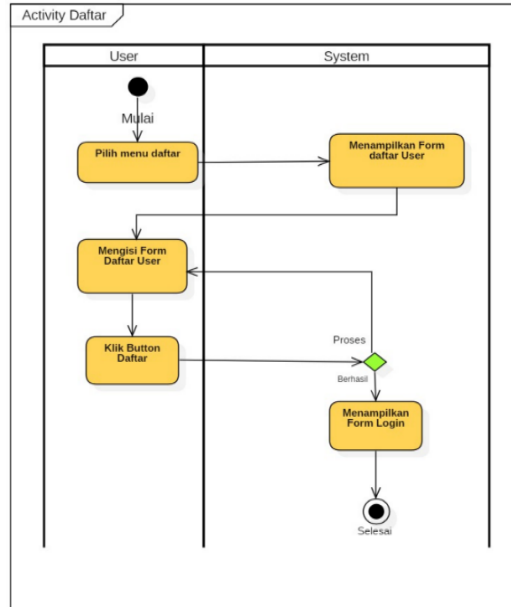 Activity Daftar
User
System
Mulai
Pilih menu daftar
Menampilkan Form
daftar User
Mengisi Form
Daftar User
Klik Button
Daftar
Proses
Berhasil
Menampilkan
Form Login
Selesai